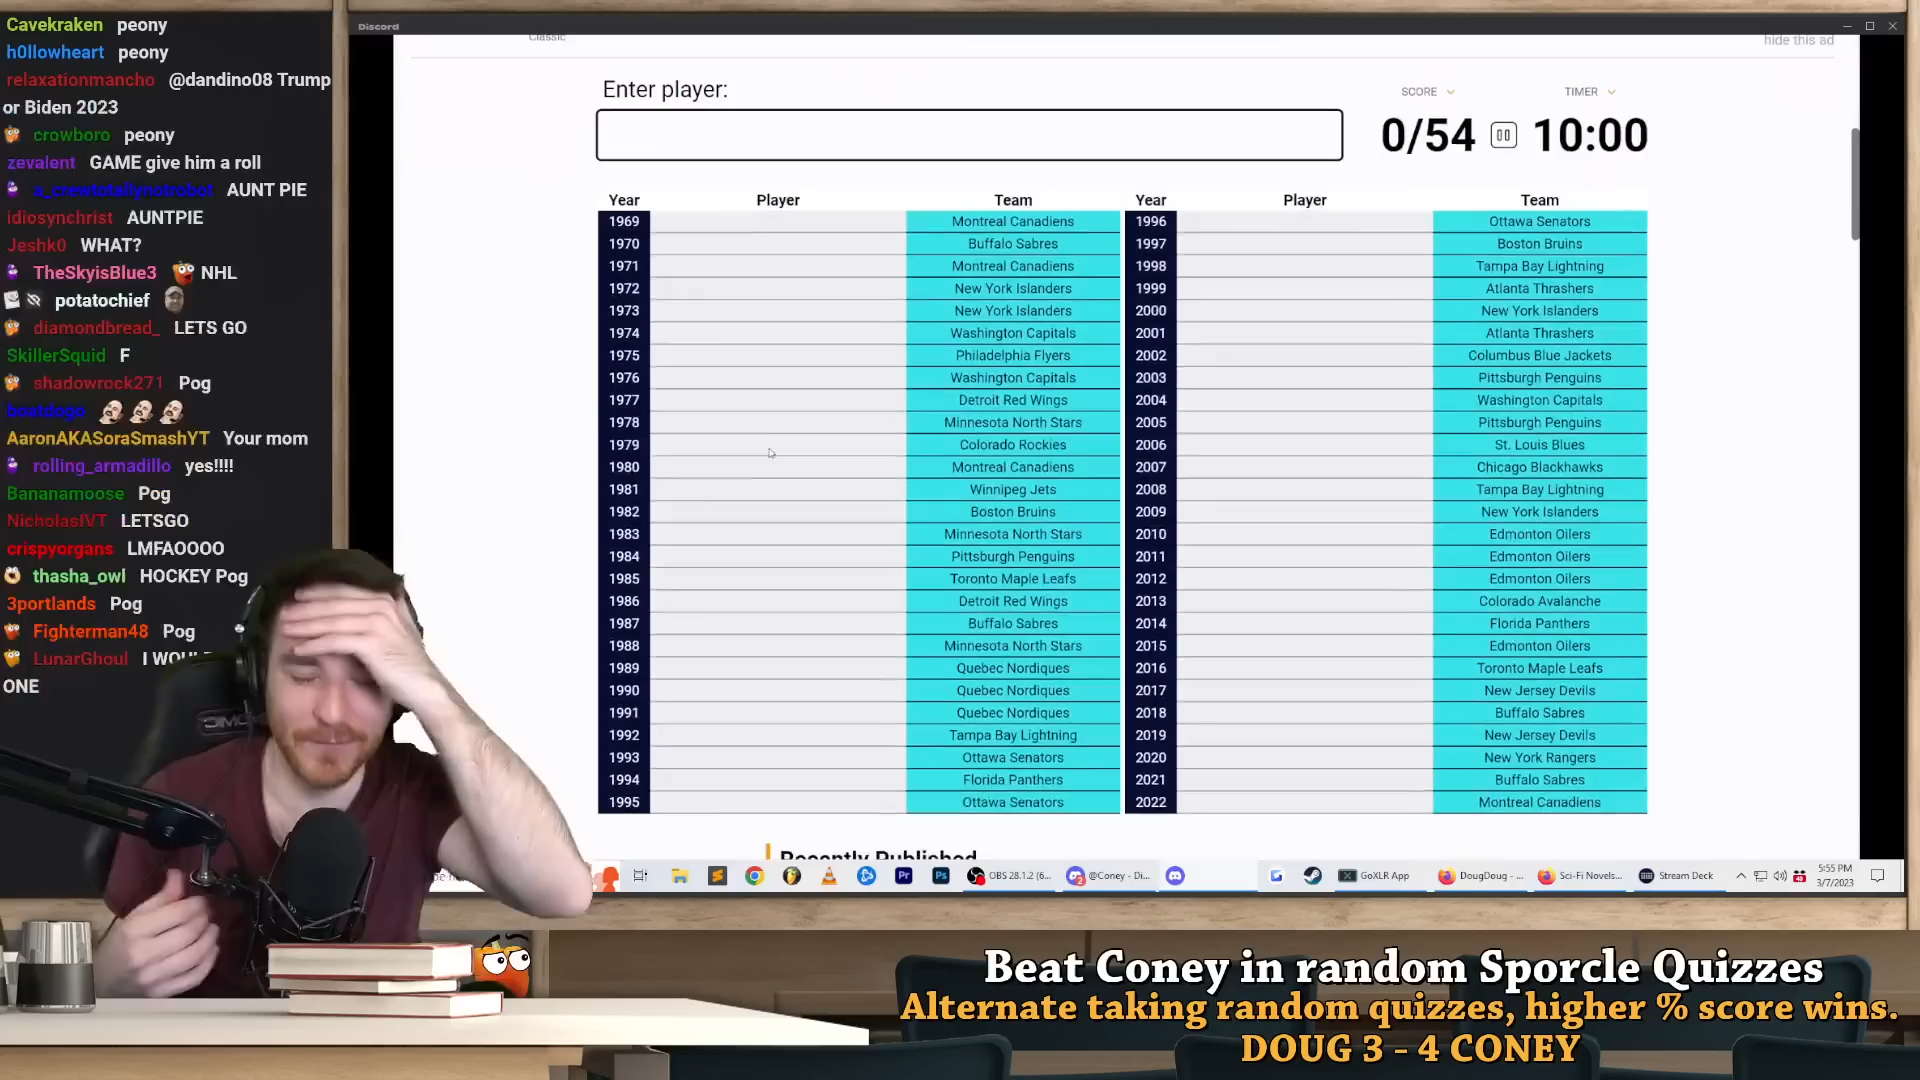 Cavekraken peony
h0llowheart peony
relaxationmancho @dandino08 Trump
or Biden 2023
crowboro peony
zevalent GAME give him a roll
a_crewtotallynotrobot AUNT PIE
idiosynchrist AUNTPIE
Jeshk0 WHAT?
TheSkyisBlue3 NHL
potatochief
diamondbread_ LETS GO
SkillerSquid F
shadowrock271 Pog
boatdogo
AaronAKASoraSmashYT Your mom
rolling_armadillo yes!!!!
Bananamoose Pog
NicholasIVT LETSGO
crispyorgans LMFAOOOO
thasha_owl HOCKEY Pog
3portlands Pog
Fighterman48 Pog
LunarGhoul I
ONE
Discord
Classic
hide this ad
Enter player:
SCORE TIMER
0/54 10:00
Year Player Team Year Player Team
1969 Montreal Canadiens 1996 Ottawa Senators
1970 Buffalo Sabres 1997 Boston Bruins
1971 Montreal Canadiens 1998 Tampa Bay Lightning
1972 New York Islanders 1999 Atlanta Thrashers
1973 New York Islanders 2000 New York Islanders
1974 Washington Capitals 2001 Atlanta Thrashers
1975 Philadelphia Flyers 2002 Columbus Blue Jackets
1976 Washington Capitals 2003 Pittsburgh Penguins
1977 Detroit Red Wings 2004 Washington Capitals
1978 Minnesota North Stars 2005 Pittsburgh Penguins
1979 Colorado Rockies 2006 St. Louis Blues
1980 Montreal Canadiens 2007 Chicago Blackhawks
1981 Winnipeg Jets 2008 Tampa Bay Lightning
1982 Boston Bruins 2009 New York Islanders
1983 Minnesota North Stars 2010 Edmonton Oilers
1984 Pittsburgh Penguins 2011 Edmonton Oilers
1985 Toronto Maple Leafs 2012 Edmonton Oilers
1986 Detroit Red Wings 2013 Colorado Avalanche
1987 Buffalo Sabres 2014 Florida Panthers
1988 Minnesota North Stars 2015 Edmonton Oilers
1989 Quebec Nordiques 2016 Toronto Maple Leafs
1990 Quebec Nordiques 2017 New Jersey Devils
1991 Quebec Nordiques 2018 Buffalo Sabres
1992 Tampa Bay Lightning 2019 New Jersey Devils
1993 Ottawa Senators 2020 New York Rangers
1994 Florida Panthers 2021 Buffalo Sabres
1995 Ottawa Senators 2022 Montreal Canadiens
Recently Published
OBS 28.1.2 (6... @Coney - Di... GoXLR App DougDoug - ... Sci-Fi Novels... Stream Deck
5:55 PM
3/7/2023
Beat Coney in random Sporcle Quizzes
Alternate taking random quizzes, higher % score wins.
DOUG 3 - 4 CONEY